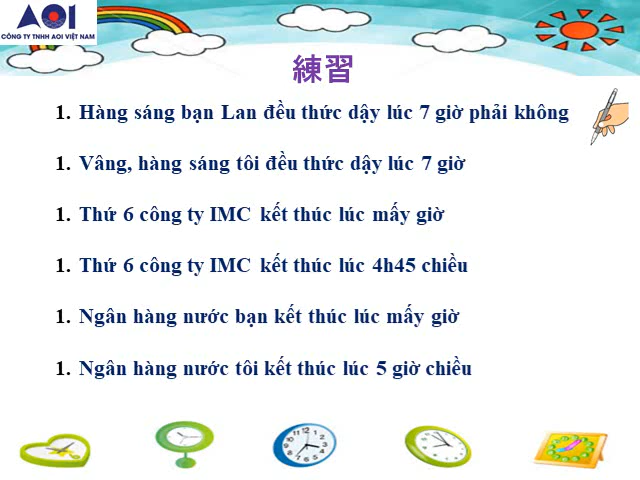 AOI
CÔNG TY TNHH AOI VIỆT NAM
練習
1. Hàng sáng bạn Lan đều thức dậy lúc 7 giờ phải không
1. Vâng, hàng sáng tôi đều thức dậy lúc 7 giờ
1. Thứ 6 công ty IMC kết thúc lúc mấy giờ
1. Thứ 6 công ty IMC kết thúc lúc 4h45 chiều
1. Ngân hàng nước bạn kết thúc lúc mấy giờ
1. Ngân hàng nước tôi kết thúc lúc 5 giờ chiều